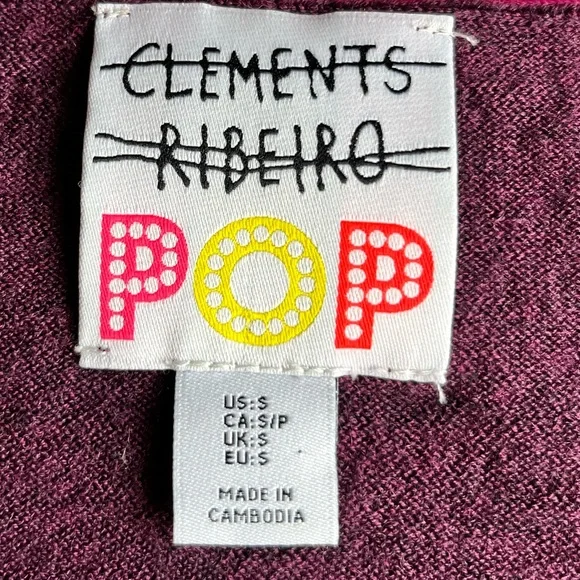 CLEMENTS
RIBEIRO
POP
US:S
CA:S/P
UK:S
EU:S
MADE IN
CAMBODIA